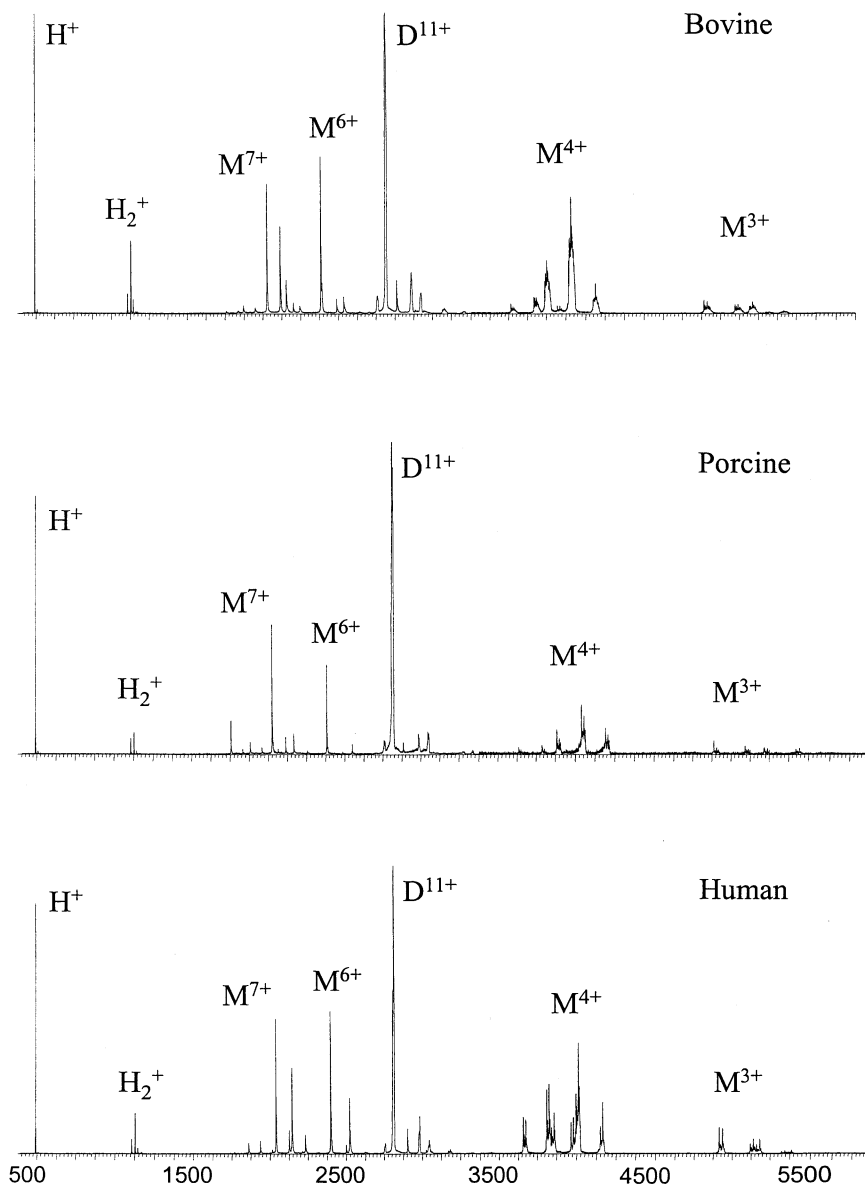 Bovine
H⁺
D¹¹⁺
M⁶⁺
M⁷⁺
M⁴⁺
H₂⁺
M³⁺
Porcine
D¹¹⁺
H⁺
M⁷⁺
M⁶⁺
M⁴⁺
H₂⁺
M³⁺
Human
D¹¹⁺
H⁺
M⁷⁺
M⁶⁺
M⁴⁺
H₂⁺
M³⁺
500 1500 2500 3500 4500 5500